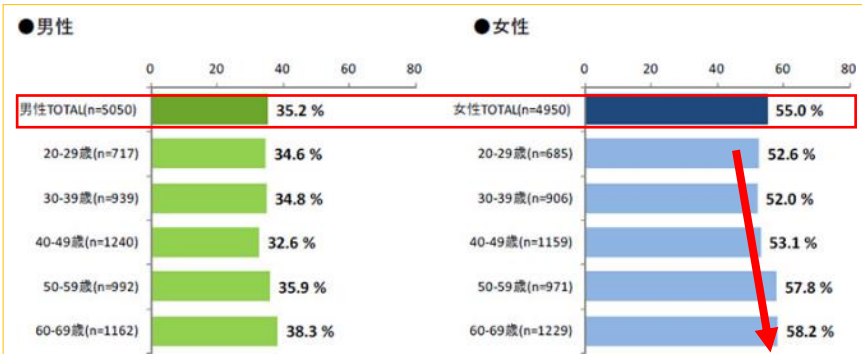 ●男性
●女性
0 20 40 60 80
0 20 40 60 80
男性TOTAL(n=5050) 35.2 %
女性TOTAL(n=4950) 55.0 %
20-29歳(n=717) 34.6 %
20-29歳(n=685) 52.6 %
30-39歳(n=939) 34.8 %
30-39歳(n=906) 52.0 %
40-49歳(n=1240) 32.6 %
40-49歳(n=1159) 53.1 %
50-59歳(n=992) 35.9 %
50-59歳(n=971) 57.8 %
60-69歳(n=1162) 38.3 %
60-69歳(n=1229) 58.2 %